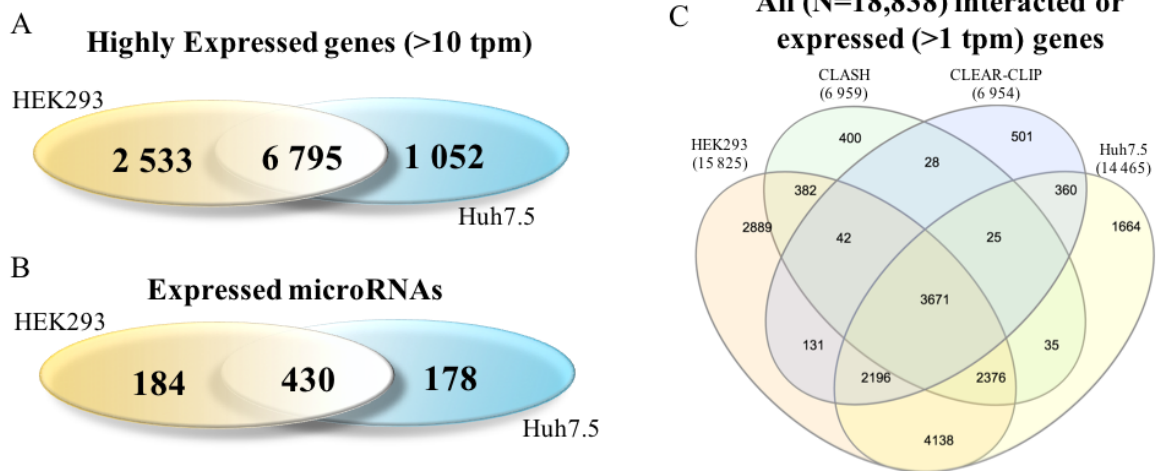 A
Highly Expressed genes (>10 tpm)
HEK293
2 533
6 795
1 052
Huh7.5
B
Expressed microRNAs
HEK293
184
430
178
Huh7.5
C
All (N=18,838) interacted or
expressed (>1 tpm) genes
CLASH
(6 959)
CLEAR-CLIP
(6 954)
HEK293
(15 825)
Huh7.5
(14 465)
400
501
28
382
360
2889
1664
42
25
3671
131
35
2196
2376
4138